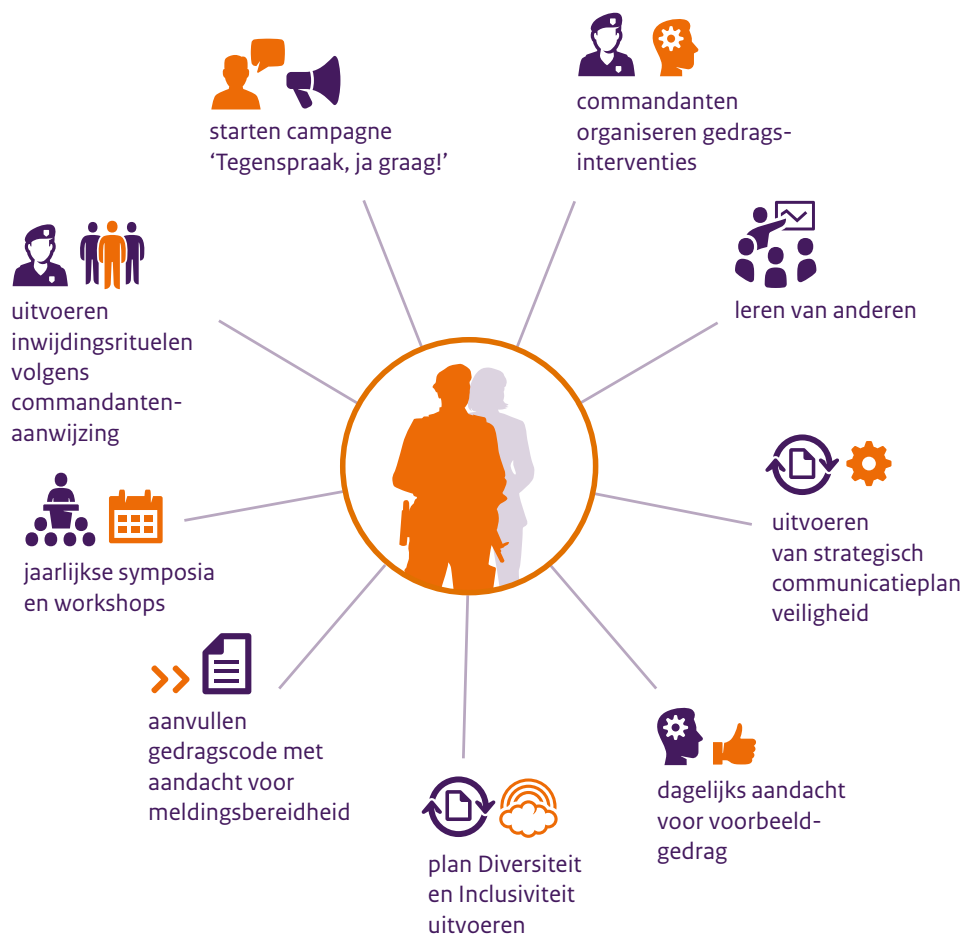 starten campagne
‘Tegenspraak, ja graag!’
commandanten
organiseren gedrags-
interventies
leren van anderen
uitvoeren
van strategisch
communicatieplan
veiligheid
dagelijks aandacht
voor voorbeeld-
gedrag
plan Diversiteit
en Inclusiviteit
uitvoeren
aanvullen
gedragscode met
aandacht voor
meldingsbereidheid
jaarlijkse symposia
en workshops
uitvoeren
inwijdingsrituelen
volgens
commandanten-
aanwijzing